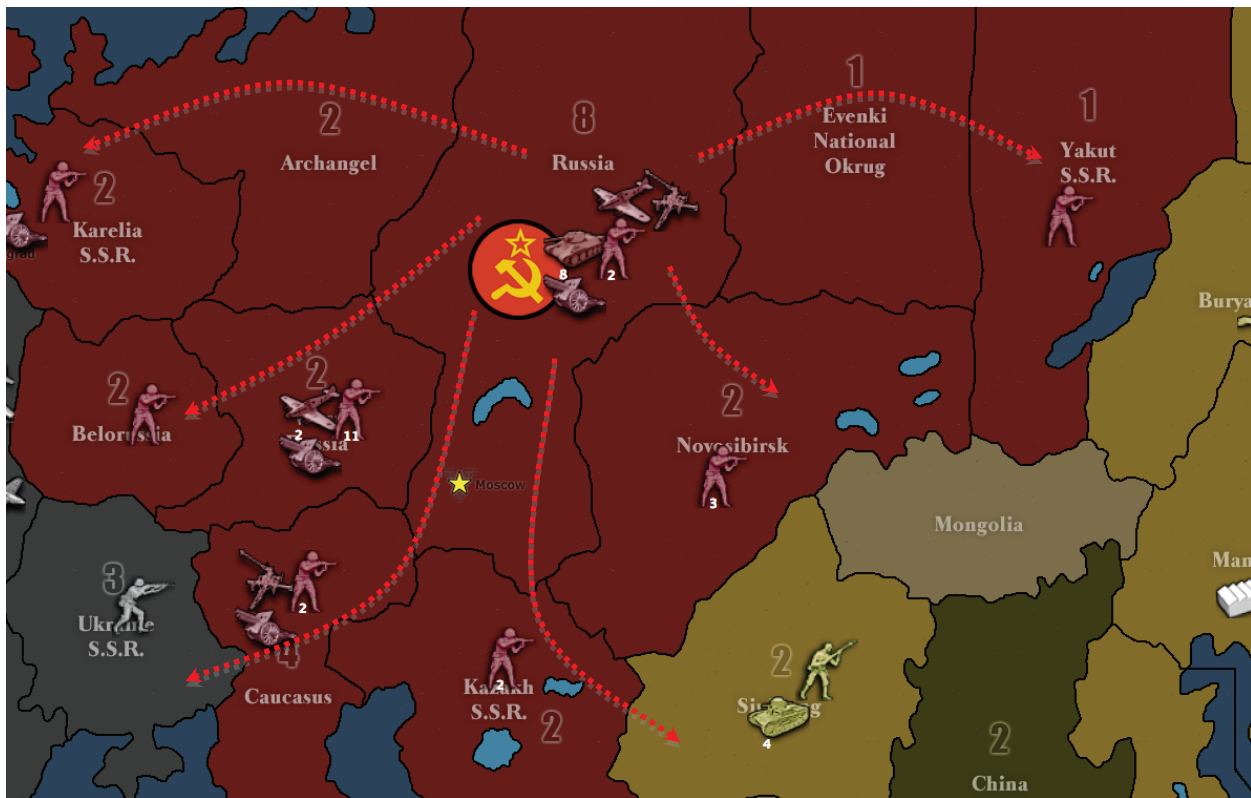 2
Archangel
8
Russia
1
Evenki
National
Okrug
1
Yakut
S.S.R.
2
Karelia
S.S.R.
8
2
Burya
2
Belorussia
2
2
11
2
Novosibirsk
3
Moscow
Mongolia
Man
3
Ukraine
S.S.R.
2
4
Caucasus
2
Kazakh
S.S.R.
2
2
4
2
China